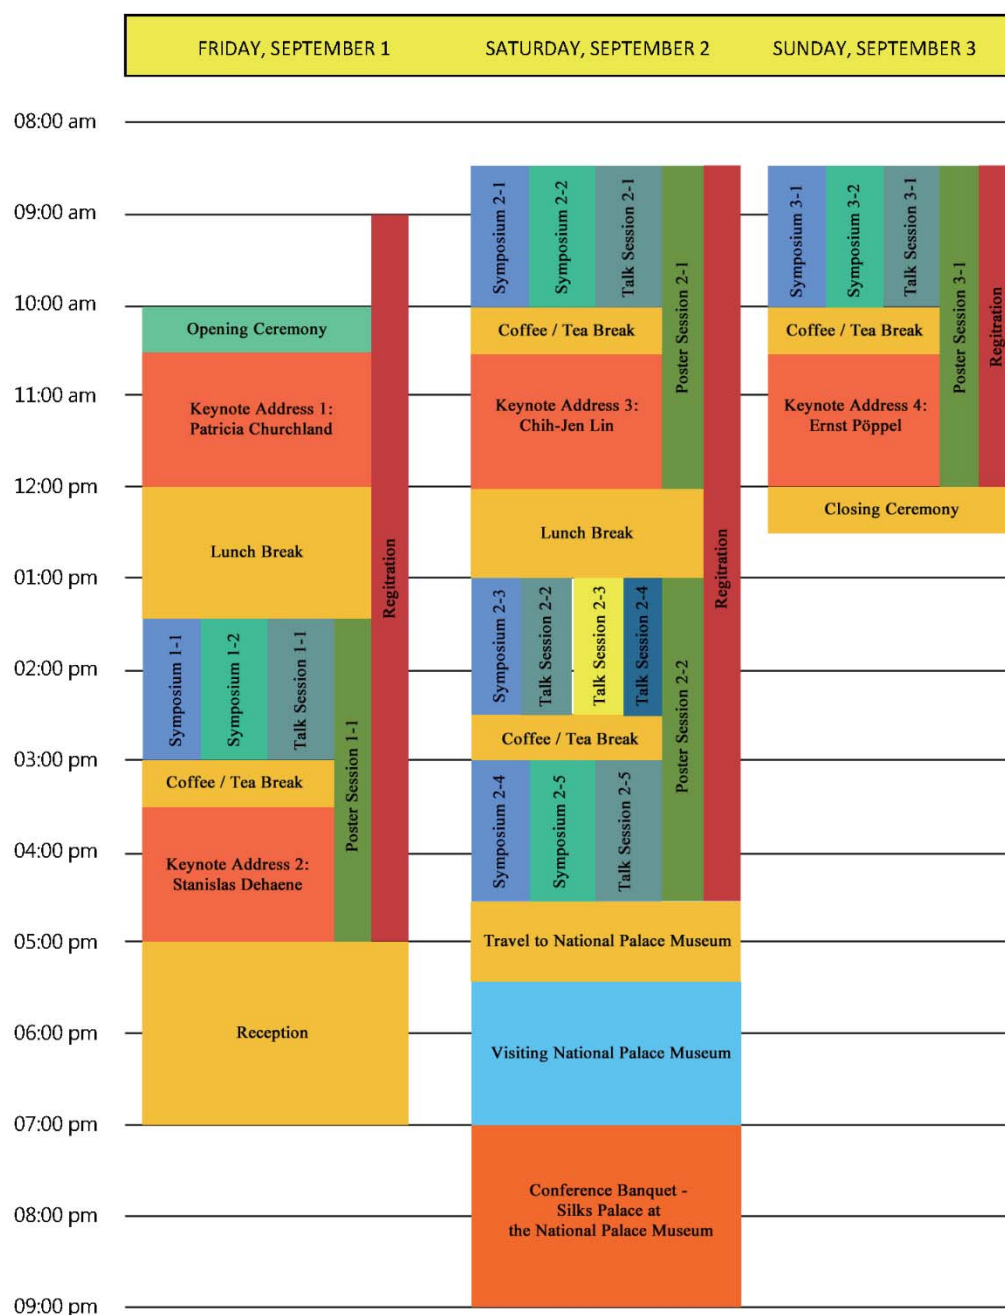 FRIDAY, SEPTEMBER 1
SATURDAY, SEPTEMBER 2
SUNDAY, SEPTEMBER 3
08:00 am
09:00 am
10:00 am
11:00 am
12:00 pm
01:00 pm
02:00 pm
03:00 pm
04:00 pm
05:00 pm
06:00 pm
07:00 pm
08:00 pm
09:00 pm
Opening Ceremony
Keynote Address 1:
Patricia Churchland
Lunch Break
Symposium 1-1
Symposium 1-2
Talk Session 1-1
Poster Session 1-1
Regitration
Coffee / Tea Break
Keynote Address 2:
Stanislas Dehaene
Reception
Symposium 2-1
Symposium 2-2
Talk Session 2-1
Poster Session 2-1
Regitration
Coffee / Tea Break
Keynote Address 3:
Chih-Jen Lin
Lunch Break
Symposium 2-3
Talk Session 2-2
Talk Session 2-3
Talk Session 2-4
Poster Session 2-2
Coffee / Tea Break
Symposium 2-4
Symposium 2-5
Talk Session 2-5
Travel to National Palace Museum
Visiting National Palace Museum
Conference Banquet -
Silks Palace at
the National Palace Museum
Symposium 3-1
Symposium 3-2
Talk Session 3-1
Poster Session 3-1
Regitration
Coffee / Tea Break
Keynote Address 4:
Ernst Pöppel
Closing Ceremony